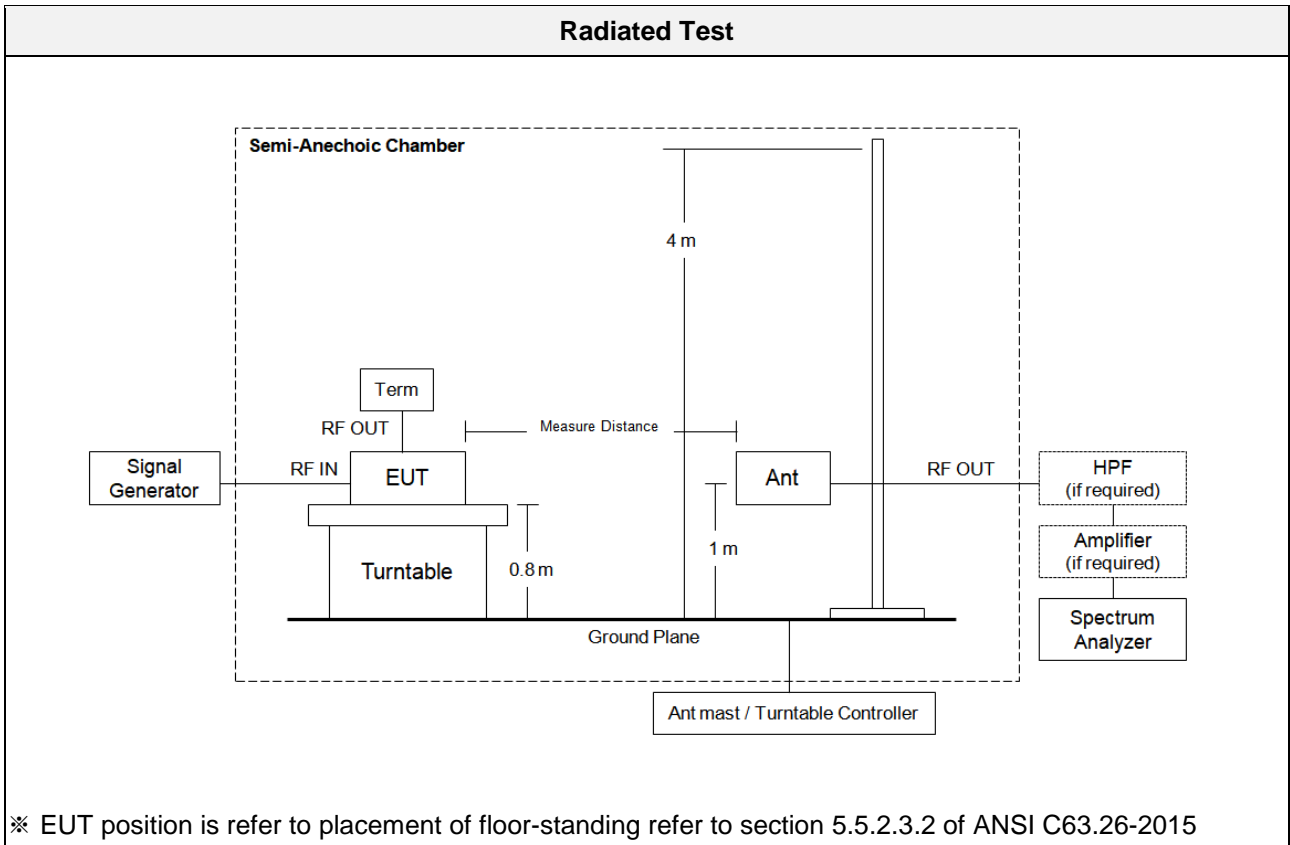 Radiated Test
Semi-Anechoic Chamber
4 m
Term
RF OUT
Measure Distance
Signal
Generator
RF IN
EUT
Ant
RF OUT
HPF
(if required)
Amplifier
(if required)
Spectrum
Analyzer
Turntable
0.8 m
1 m
Ground Plane
Ant mast / Turntable Controller
※ EUT position is refer to placement of floor-standing refer to section 5.5.2.3.2 of ANSI C63.26-2015